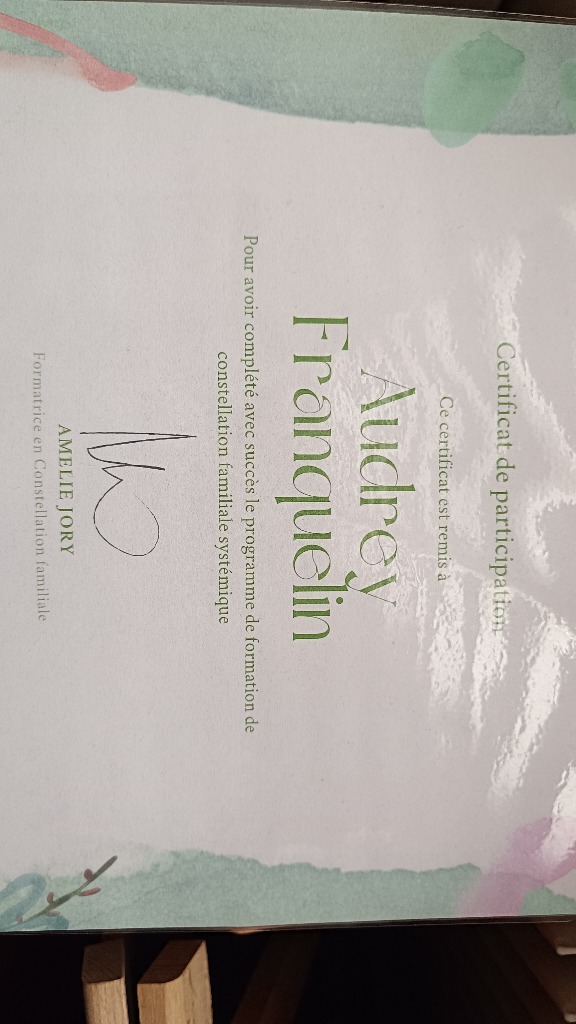 Certificat de participation
Ce certificat est remis à
Audrey
Franquelin
Pour avoir complété avec succès le programme de formation de
constellation familiale systémique
AMELIE JORY
Formatrice en Constellation familiale